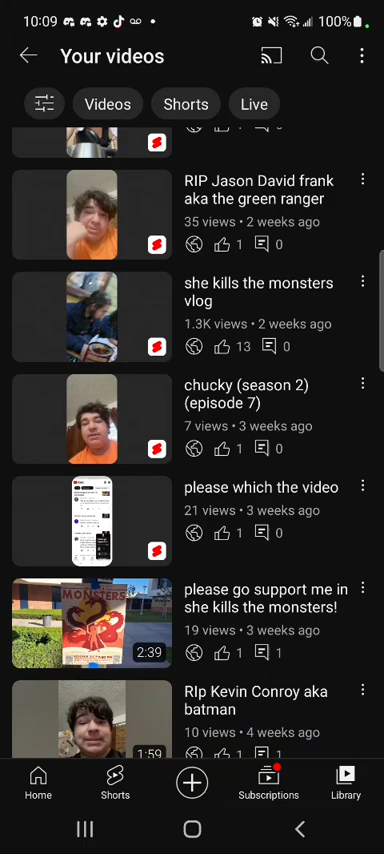 10:09 100%
Your videos
Videos Shorts Live
RIP Jason David frank
aka the green ranger
35 views • 2 weeks ago
1 0
she kills the monsters
vlog
1.3K views • 2 weeks ago
13 0
chucky (season 2)
(episode 7)
7 views • 3 weeks ago
1 0
please which the video
21 views • 3 weeks ago
1 0
MONSTERS
2:39
please go support me in
she kills the monsters!
19 views • 3 weeks ago
1 1
1:59
RIp Kevin Conroy aka
batman
10 views • 4 weeks ago
1 1
Home Shorts Subscriptions Library